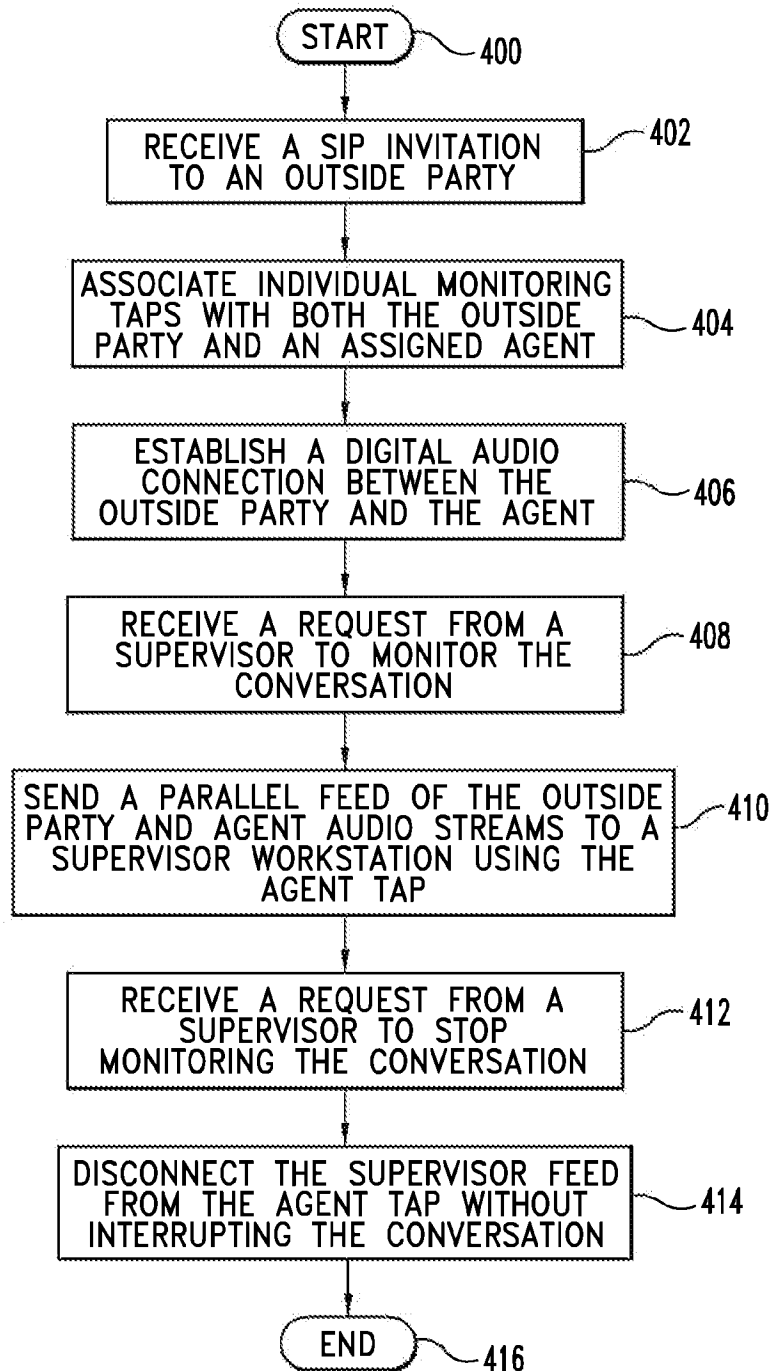 START
400
RECEIVE A SIP INVITATION
TO AN OUTSIDE PARTY
402
ASSOCIATE INDIVIDUAL MONITORING
TAPS WITH BOTH THE OUTSIDE
PARTY AND AN ASSIGNED AGENT
404
ESTABLISH A DIGITAL AUDIO
CONNECTION BETWEEN THE
OUTSIDE PARTY AND THE AGENT
406
RECEIVE A REQUEST FROM A
SUPERVISOR TO MONITOR THE
CONVERSATION
408
SEND A PARALLEL FEED OF THE OUTSIDE
PARTY AND AGENT AUDIO STREAMS TO A
SUPERVISOR WORKSTATION USING THE
AGENT TAP
410
RECEIVE A REQUEST FROM A
SUPERVISOR TO STOP
MONITORING THE CONVERSATION
412
DISCONNECT THE SUPERVISOR FEED
FROM THE AGENT TAP WITHOUT
INTERRUPTING THE CONVERSATION
414
END
416